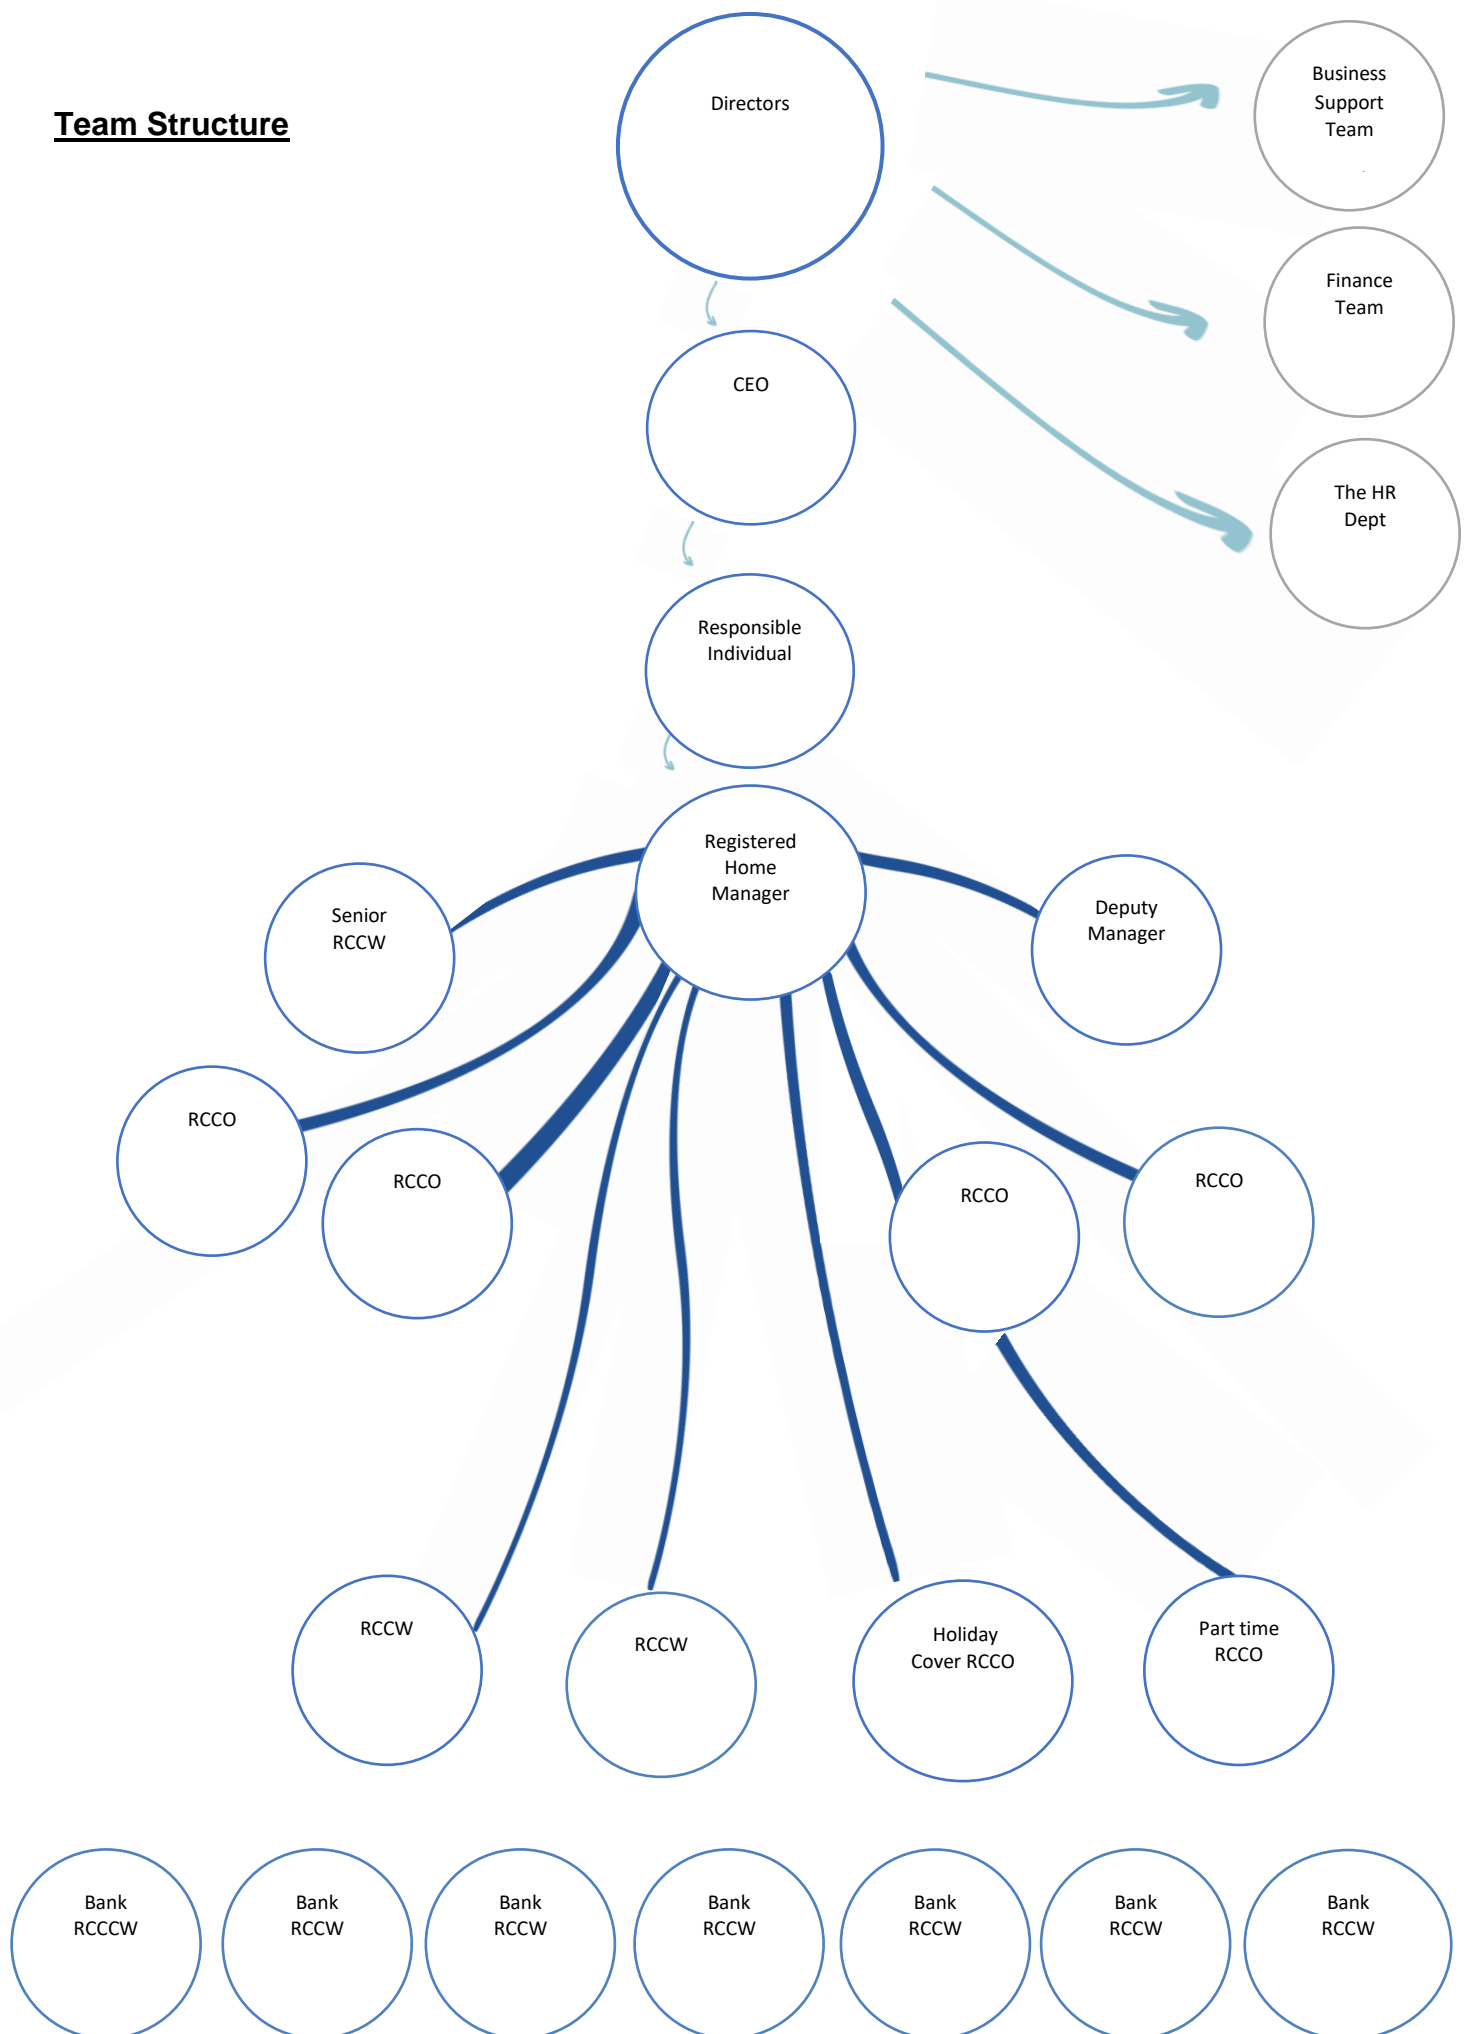 Team Structure
Directors
Business
Support
Team
Finance
Team
CEO
The HR
Dept
Responsible
Individual
Registered
Home
Manager
Senior
RCCW
Deputy
Manager
RCCO
RCCO
RCCO
RCCO
RCCW
RCCW
Holiday
Cover RCCO
Part time
RCCO
Bank
RCCCW
Bank
RCCW
Bank
RCCW
Bank
RCCW
Bank
RCCW
Bank
RCCW
Bank
RCCW